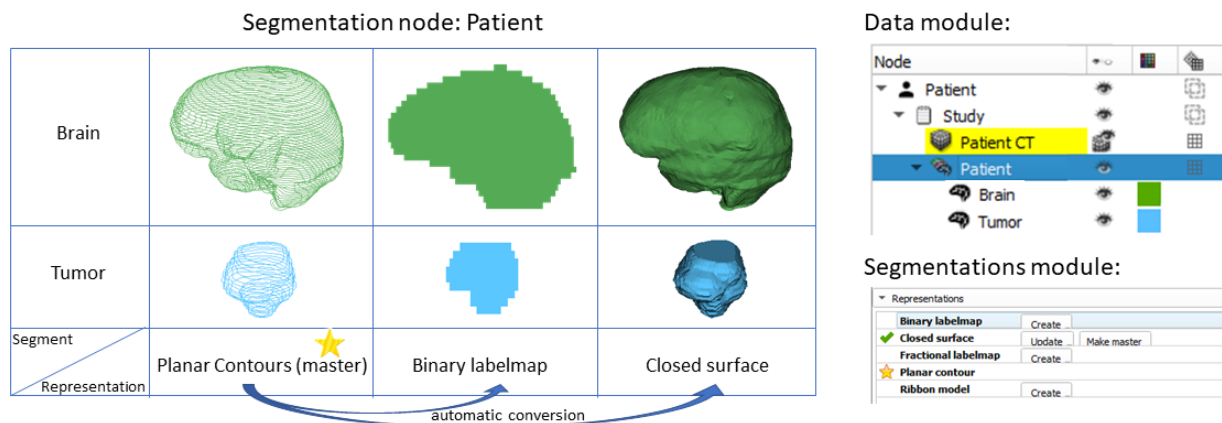 Segmentation node: Patient
Brain
Tumor
Segment
Representation
Planar Contours (master)
Binary labelmap
Closed surface
automatic conversion
Data module:
Node
Patient
Study
Patient CT
Patient
Brain
Tumor
Segmentations module:
Representations
Binary labelmap Create ...
Closed surface Update ... Make master
Fractional labelmap Create ...
Planar contour
Ribbon model Create ...